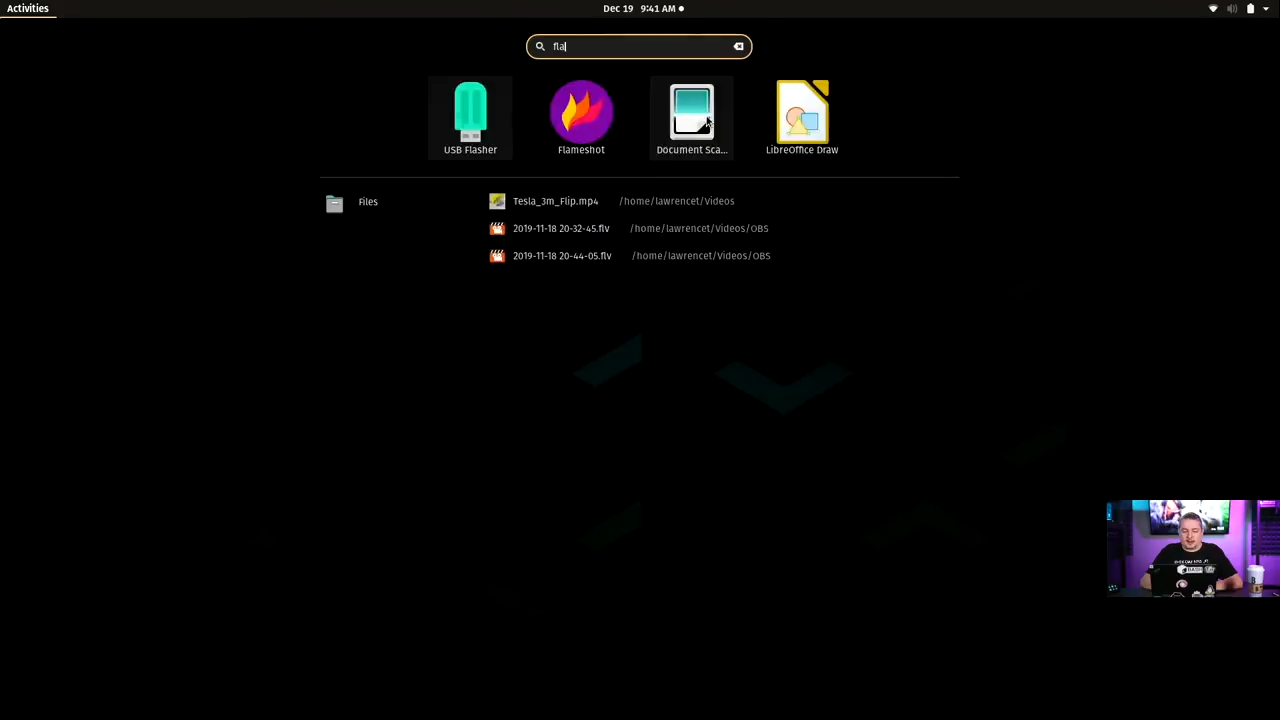 Activities
Dec 19 9:41 AM
fla
USB Flasher
Flameshot
Document Sca...
LibreOffice Draw
Files
Tesla_3m_Flip.mp4 /home/lawrencet/Videos
2019-11-18 20-32-45.flv /home/lawrencet/Videos/OBS
2019-11-18 20-44-05.flv /home/lawrencet/Videos/OBS